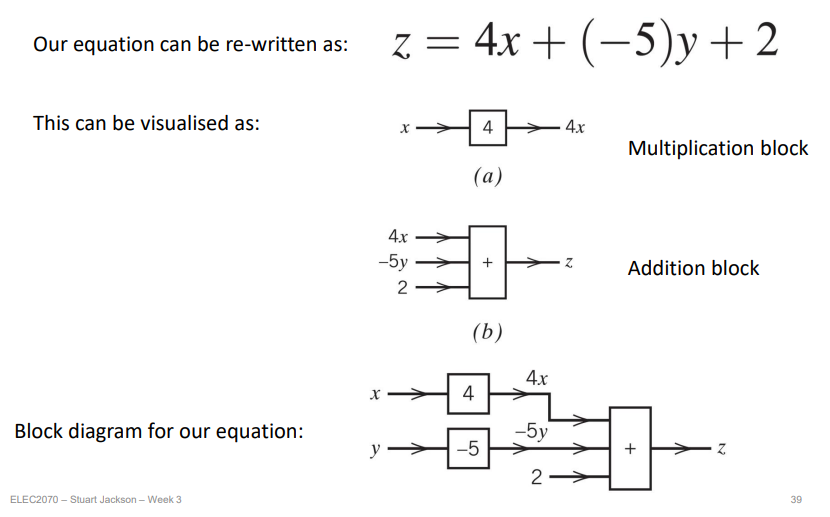 Our equation can be re-written as: z = 4x + (−5)y + 2
This can be visualised as:
x 4 4x
Multiplication block
(a)
4x
−5y + z
2
Addition block
(b)
4x
x 4
Block diagram for our equation:
−5y
y −5 + z
2
ELEC2070 – Stuart Jackson – Week 3
39